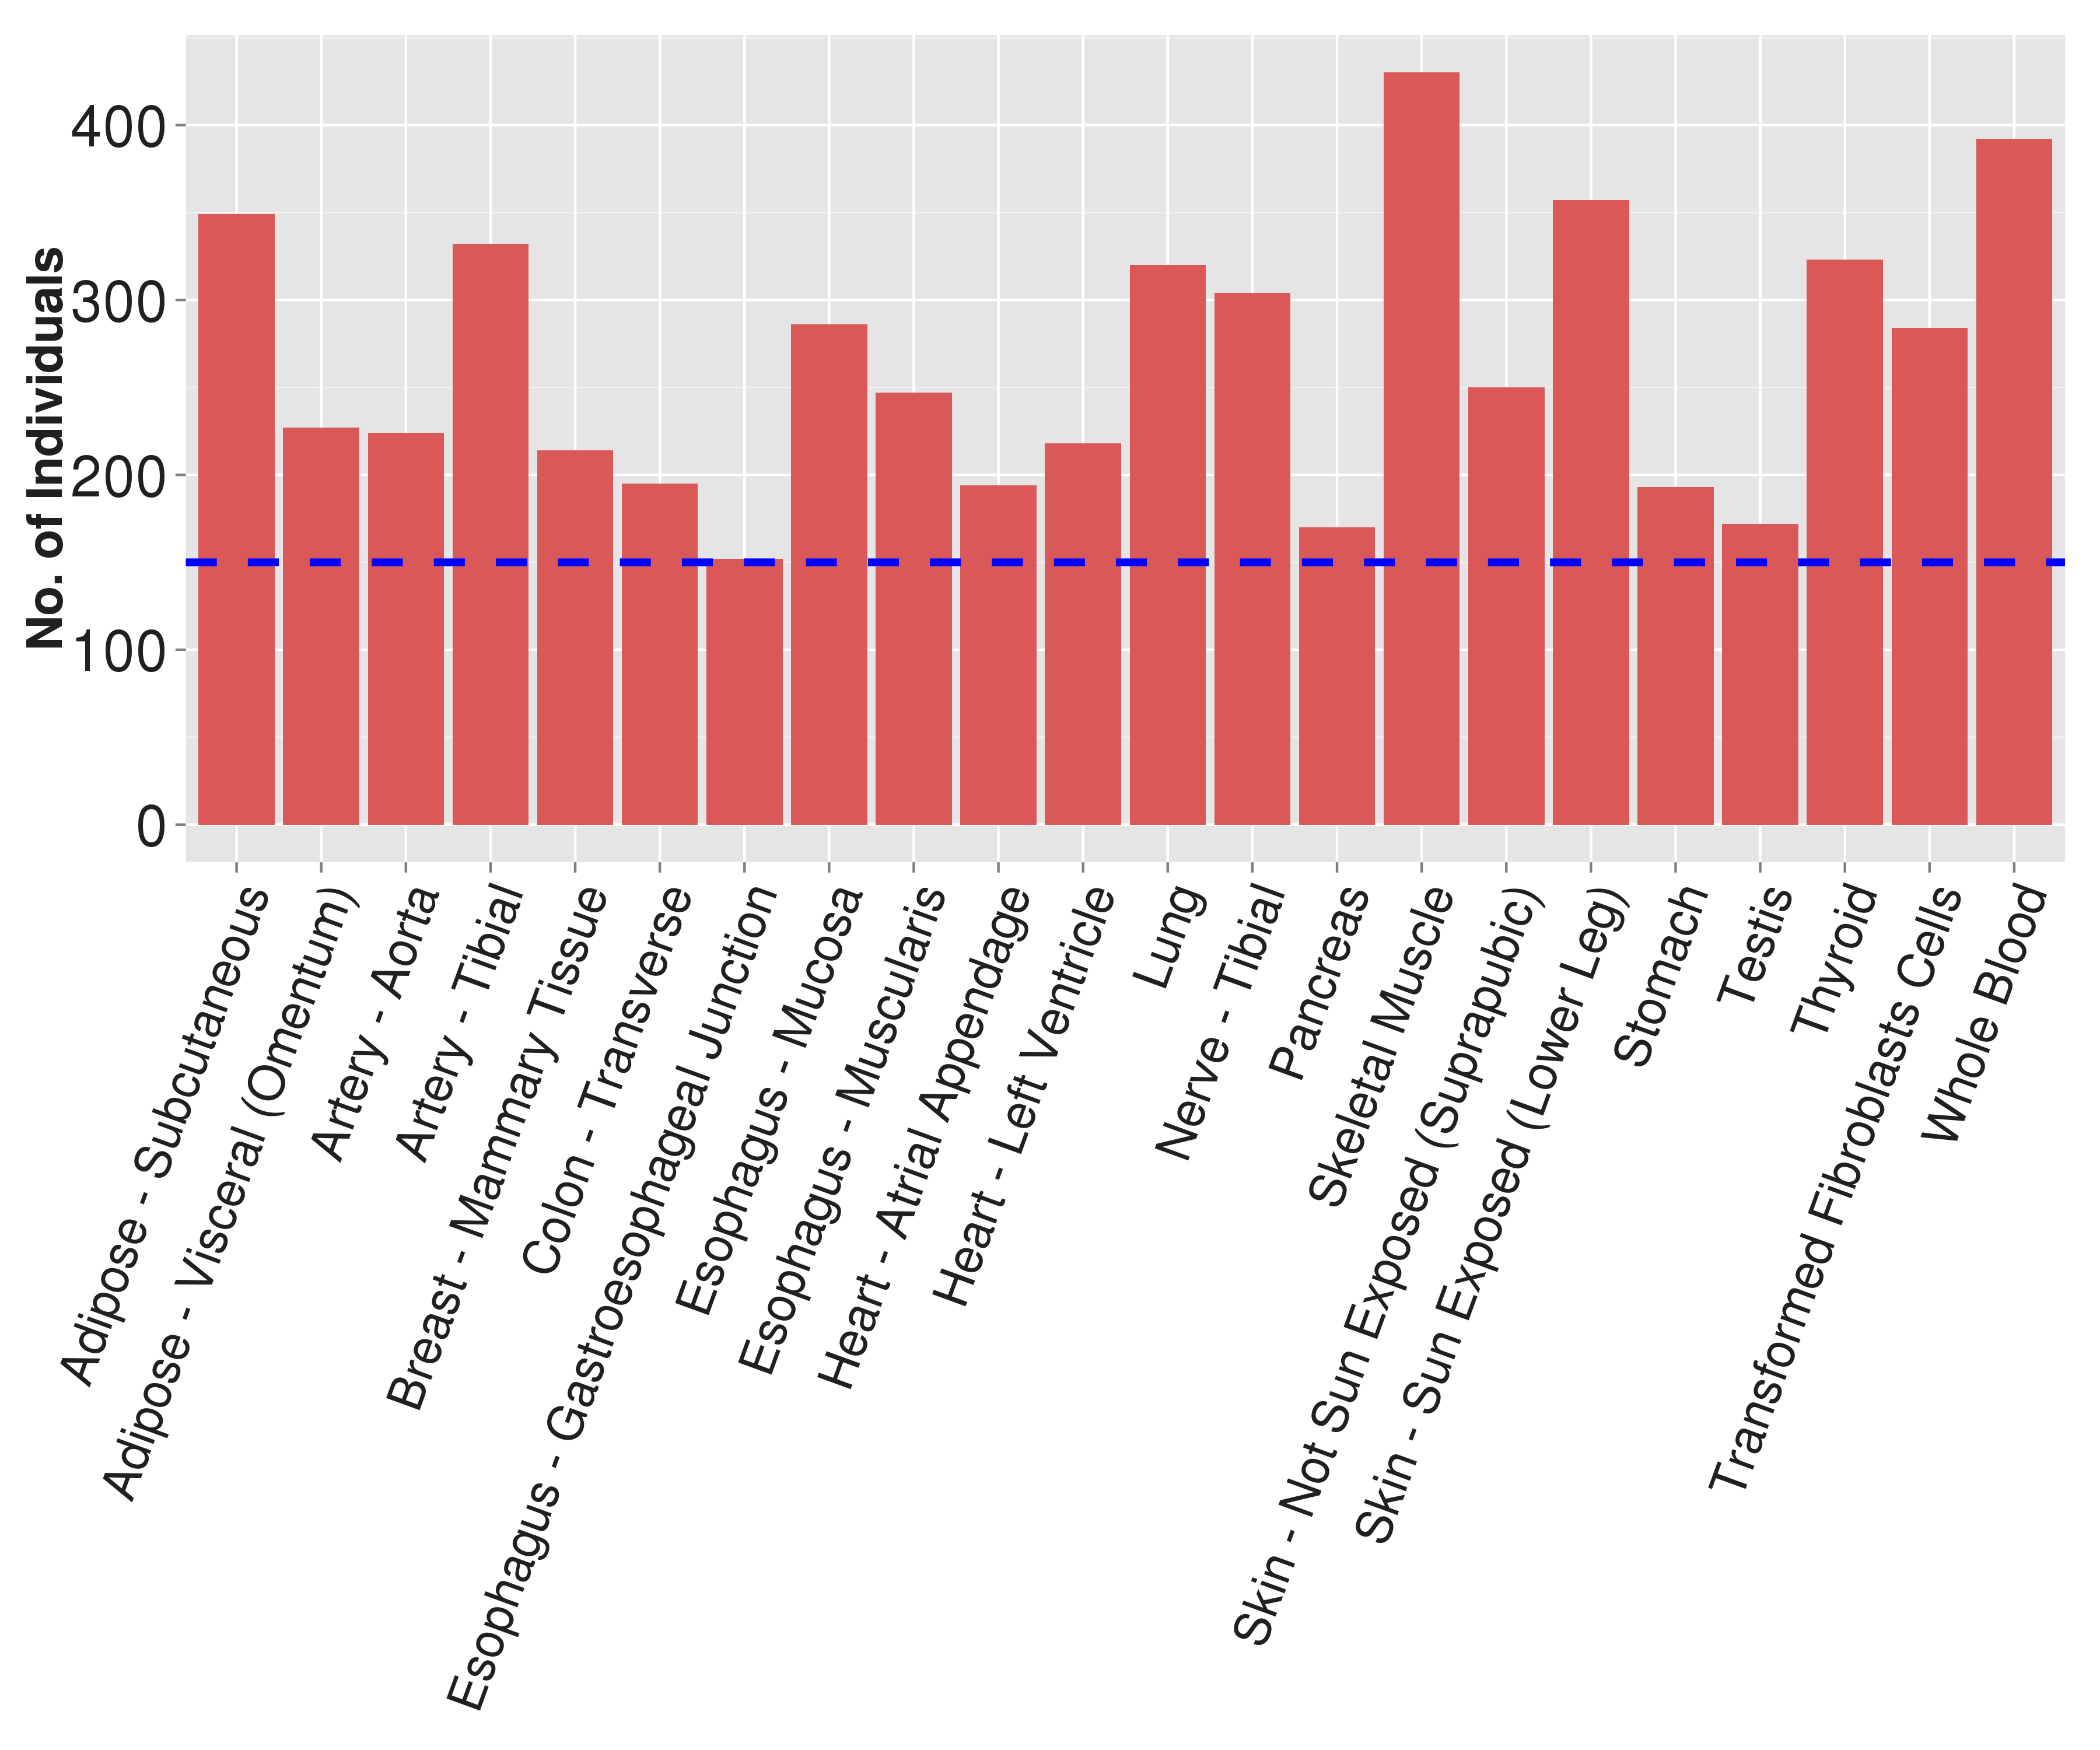 No. of Individuals
400
300
200
100
0
Adipose - Subcutaneous
Adipose - Visceral (Omentum)
Artery - Aorta
Artery - Tibial
Breast - Mammary Tissue
Colon - Transverse
Esophagus - Gastroesophageal Junction
Esophagus - Mucosa
Esophagus - Muscularis
Heart - Atrial Appendage
Heart - Left Ventricle
Lung
Nerve - Tibial
Pancreas
Skeletal Muscle
Skin - Not Sun Exposed (Suprapubic)
Skin - Sun Exposed (Lower Leg)
Stomach
Testis
Thyroid
Transformed Fibroblasts Cells
Whole Blood